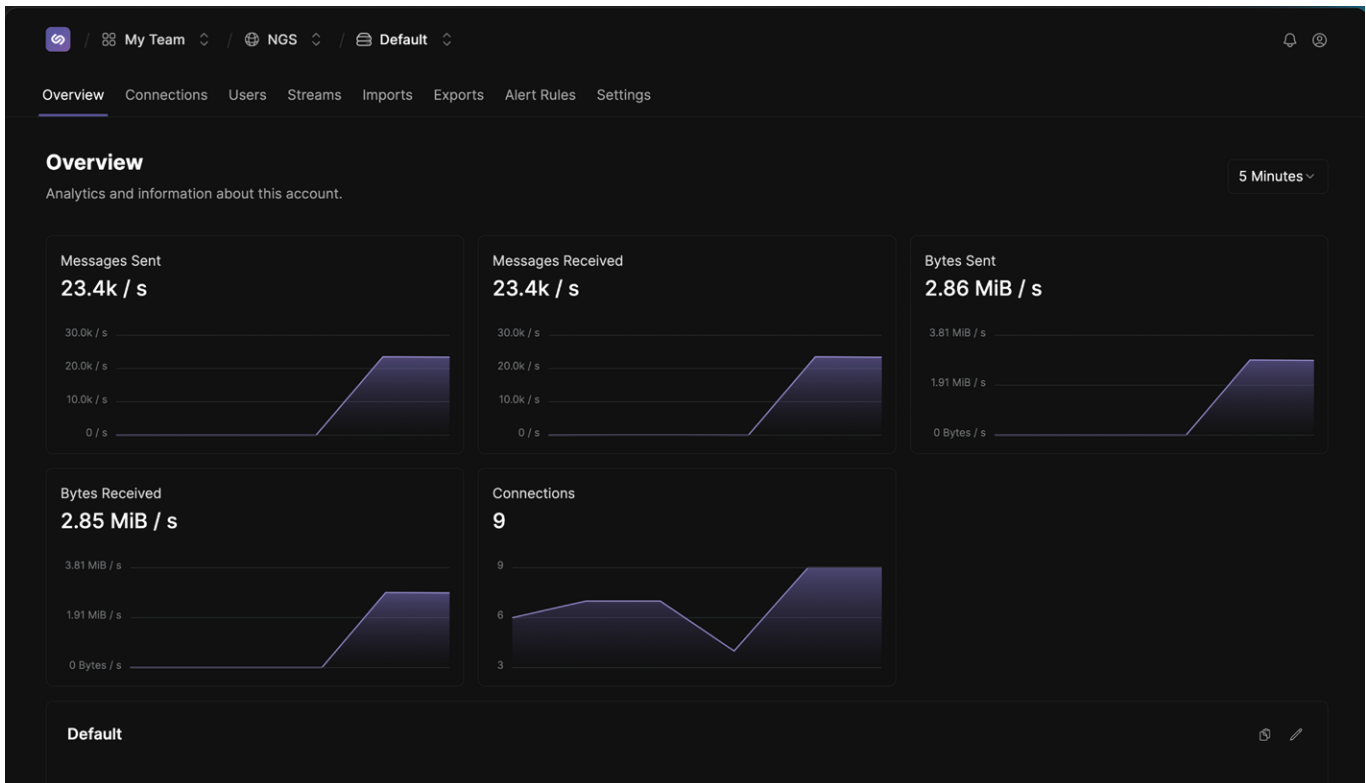 / My Team / NGS / Default
Overview Connections Users Streams Imports Exports Alert Rules Settings
Overview
Analytics and information about this account.
5 Minutes
Messages Sent
23.4k / s
30.0k / s
20.0k / s
10.0k / s
0 / s
Messages Received
23.4k / s
30.0k / s
20.0k / s
10.0k / s
0 / s
Bytes Sent
2.86 MiB / s
3.81 MiB / s
1.91 MiB / s
0 Bytes / s
Bytes Received
2.85 MiB / s
3.81 MiB / s
1.91 MiB / s
0 Bytes / s
Connections
9
9
6
3
Default